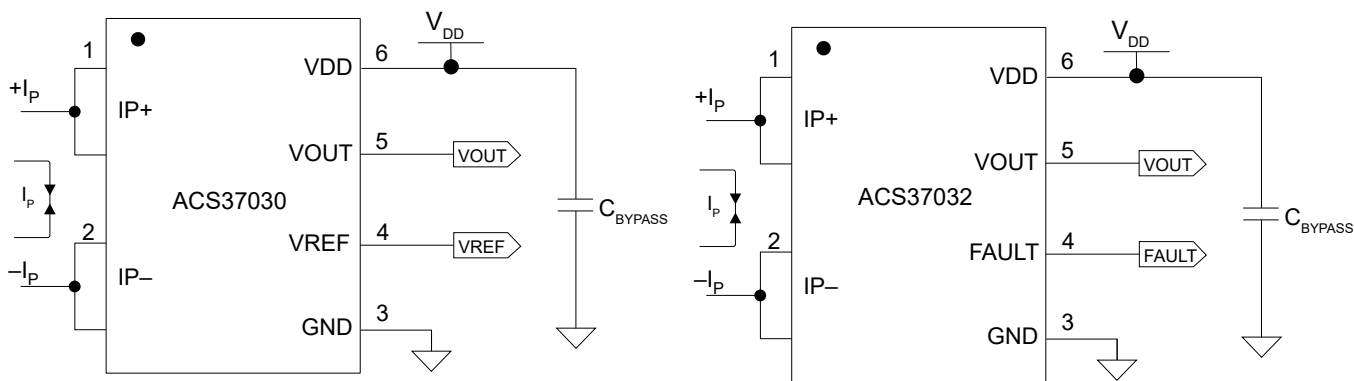 V_DD
1
6
VDD
+I_P
IP+
VOUT
5
VOUT
I_P
ACS37030
C_BYPASS
2
VREF
4
VREF
–I_P
IP–
GND
3
V_DD
1
6
VDD
+I_P
IP+
VOUT
5
VOUT
I_P
ACS37032
C_BYPASS
2
FAULT
4
FAULT
–I_P
IP–
GND
3